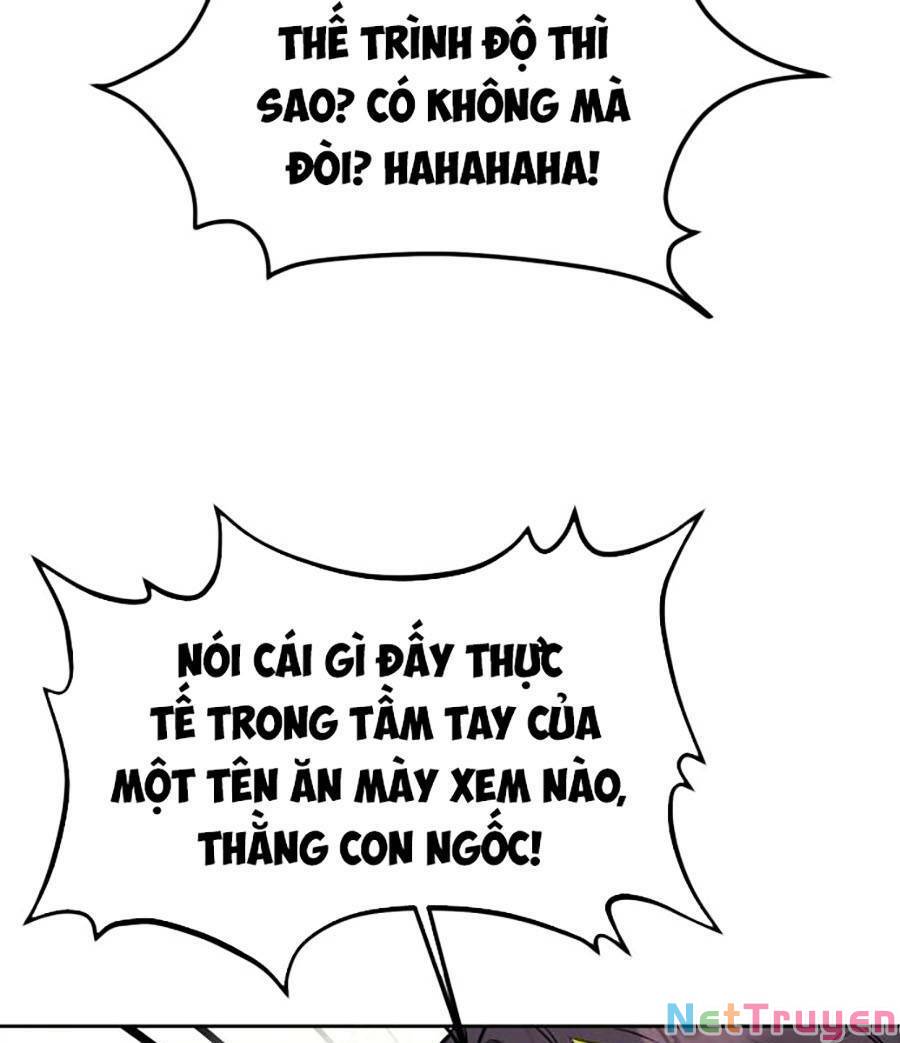 THẾ TRÌNH ĐỘ THÌ
SAO? CÓ KHÔNG MÀ
ĐÒI? HAHAHAHA!
NÓI CÁI GÌ ĐẤY THỰC
TẾ TRONG TẦM TAY CỦA
MỘT TÊN ĂN MÀY XEM NÀO,
THẰNG CON NGỐC!
NetTruyen